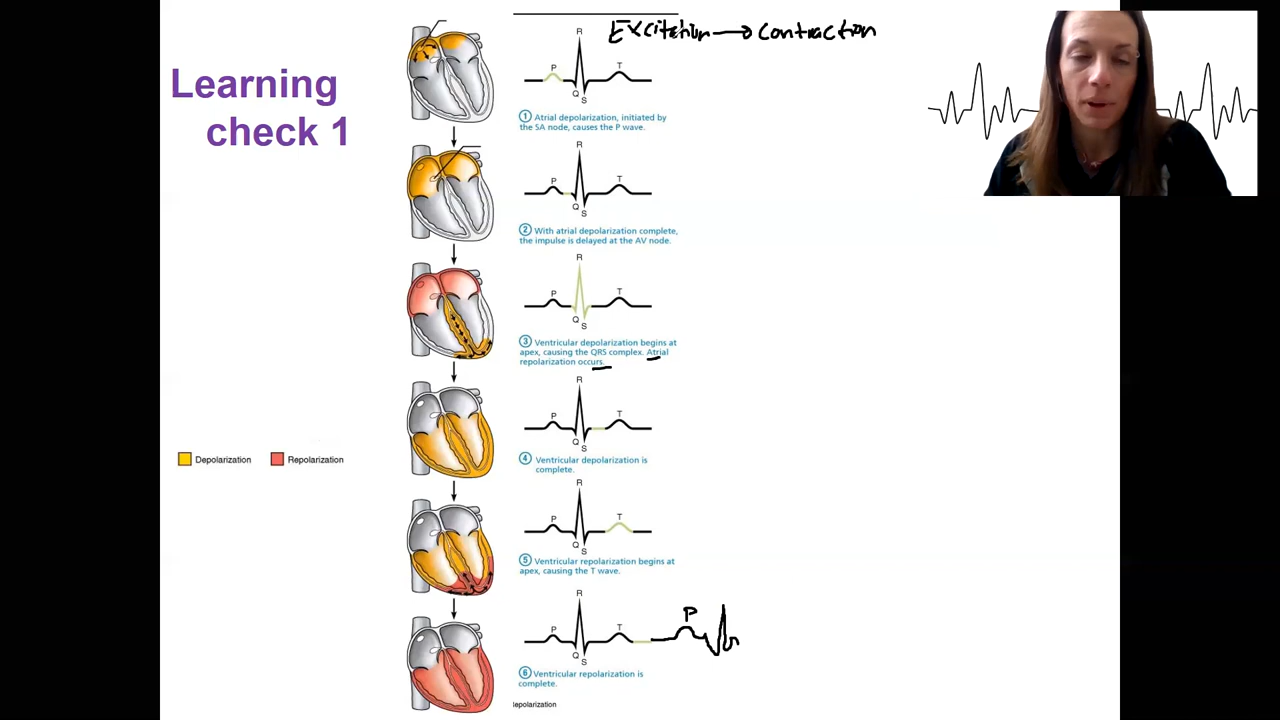 Excitation → Contraction
Learning
check 1
R
P
T
Q
S
① Atrial depolarization, initiated by
the SA node, causes the P wave.
R
P
T
Q
S
② With atrial depolarization complete,
the impulse is delayed at the AV node.
R
P
T
Q
S
③ Ventricular depolarization begins at
apex, causing the QRS complex. Atrial
repolarization occurs.
R
P
T
Q
S
④ Ventricular depolarization is
complete.
Depolarization
Repolarization
R
P
T
Q
S
⑤ Ventricular repolarization begins at
apex, causing the T wave.
R
P
T
Q
S
P
⑥ Ventricular repolarization is
complete.
epolarization